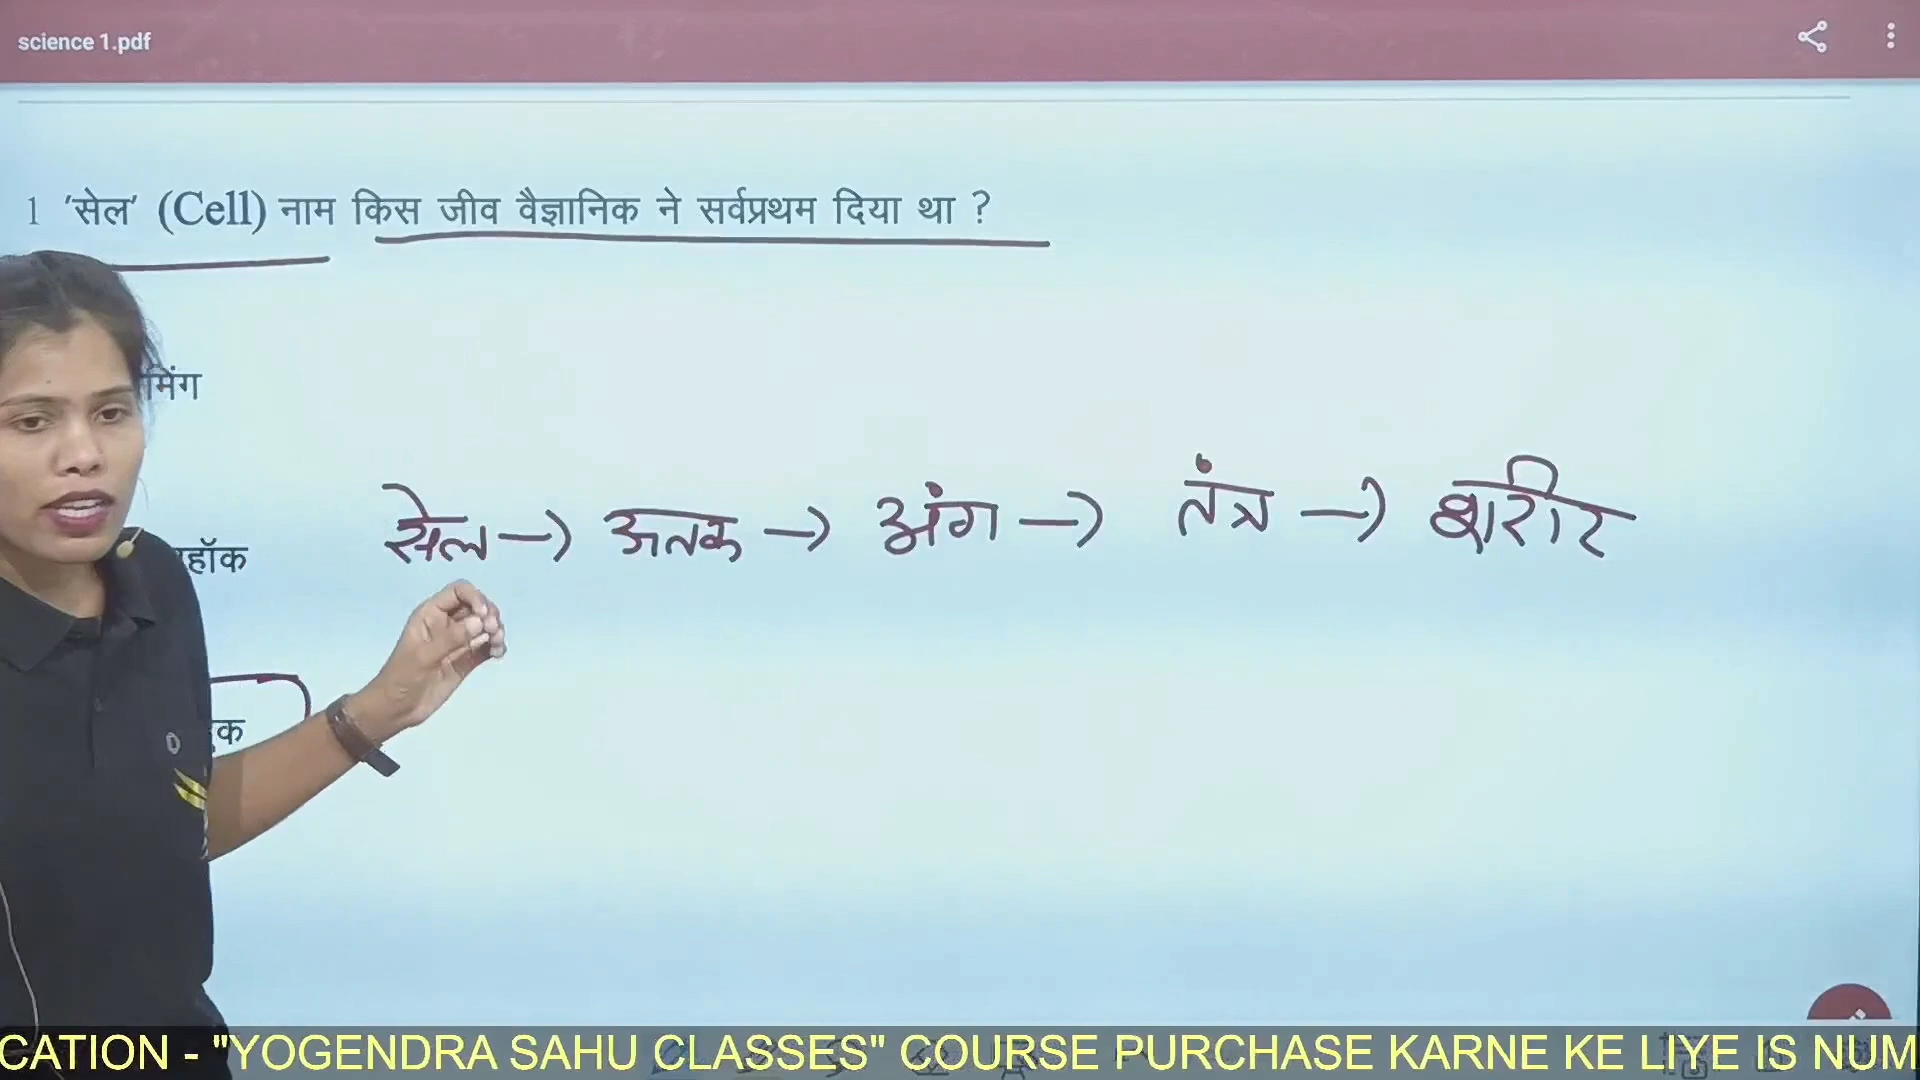 science 1.pdf
1 'सेल' (Cell) नाम किस जीव वैज्ञानिक ने सर्वप्रथम दिया था ?
सेल → ऊतक → अंग → तंत्र → शरीर
CATION - "YOGENDRA SAHU CLASSES" COURSE PURCHASE KARNE KE LIYE IS NUM